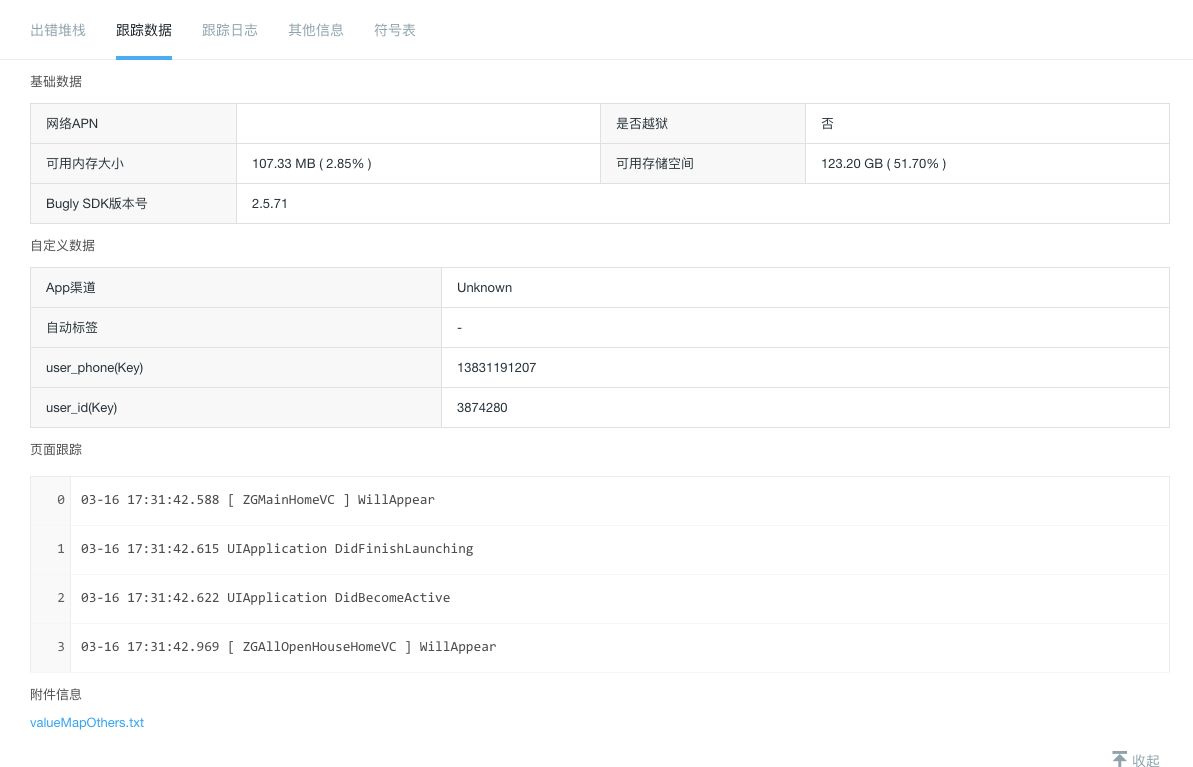 出错堆栈 跟踪数据 跟踪日志 其他信息 符号表
基础数据
网络APN 是否越狱 否
可用内存大小 107.33 MB ( 2.85% ) 可用存储空间 123.20 GB ( 51.70% )
Bugly SDK版本号 2.5.71
自定义数据
App渠道 Unknown
自动标签 -
user_phone(Key) 13831191207
user_id(Key) 3874280
页面跟踪
0 03-16 17:31:42.588 [ ZGMainHomeVC ] WillAppear
1 03-16 17:31:42.615 UIApplication DidFinishLaunching
2 03-16 17:31:42.622 UIApplication DidBecomeActive
3 03-16 17:31:42.969 [ ZGAllOpenHouseHomeVC ] WillAppear
附件信息
valueMapOthers.txt
收起